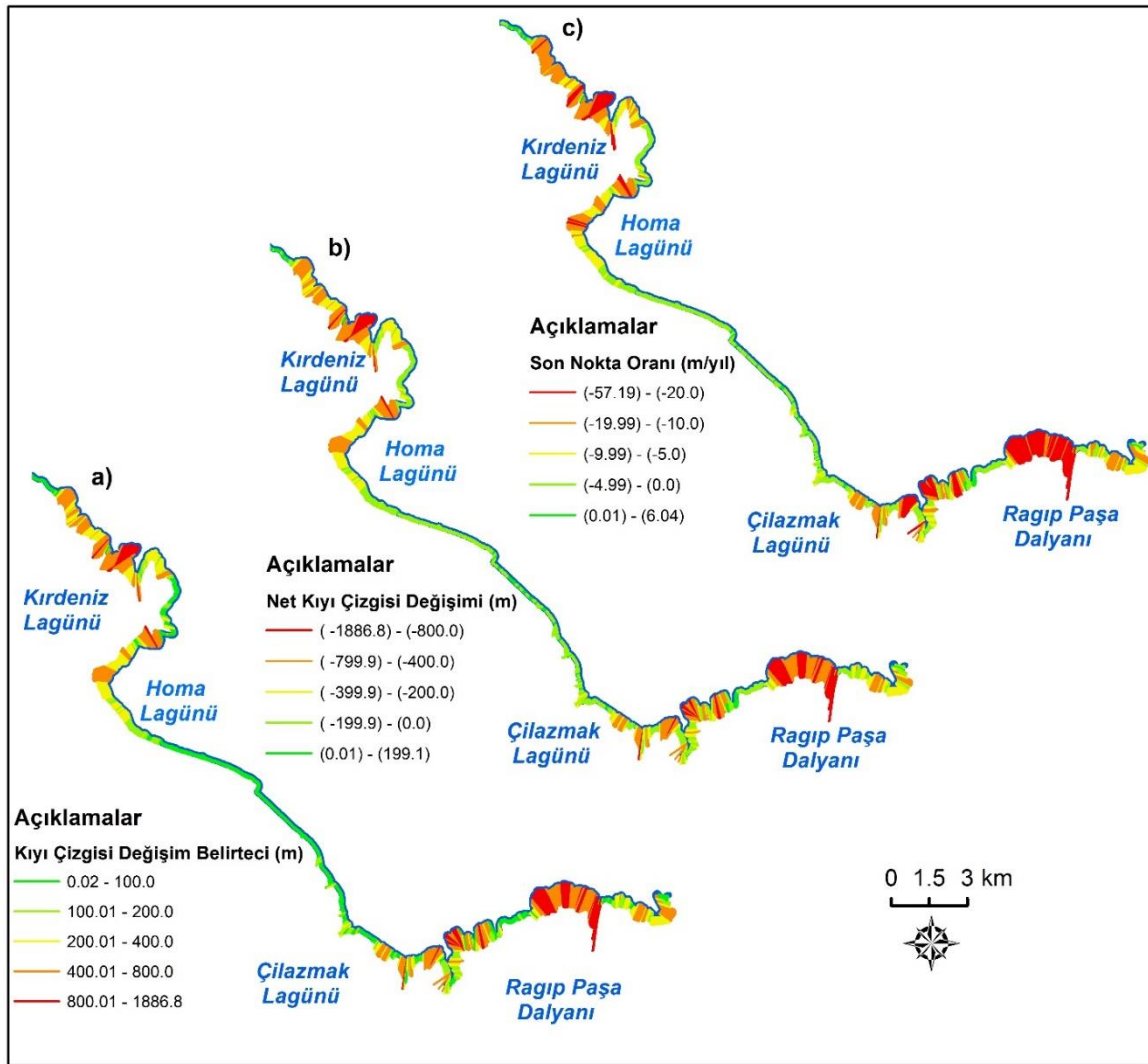 c)
Kırdeniz
Lagünü
Homa
Lagünü
Açıklamalar
Son Nokta Oranı (m/yıl)
(-57.19) - (-20.0)
(-19.99) - (-10.0)
(-9.99) - (-5.0)
(-4.99) - (0.0)
(0.01) - (6.04)
Çilazmak
Lagünü
Ragıp Paşa
Dalyanı
b)
Kırdeniz
Lagünü
Homa
Lagünü
Açıklamalar
Net Kıyı Çizgisi Değişimi (m)
( -1886.8) - (-800.0)
(-799.9) - (-400.0)
(-399.9) - (-200.0)
(-199.9) - (0.0)
(0.01) - (199.1)
Çilazmak
Lagünü
Ragıp Paşa
Dalyanı
a)
Kırdeniz
Lagünü
Homa
Lagünü
Açıklamalar
Kıyı Çizgisi Değişim Belirteci (m)
0.02 - 100.0
100.01 - 200.0
200.01 - 400.0
400.01 - 800.0
800.01 - 1886.8
Çilazmak
Lagünü
Ragıp Paşa
Dalyanı
0 1.5 3 km